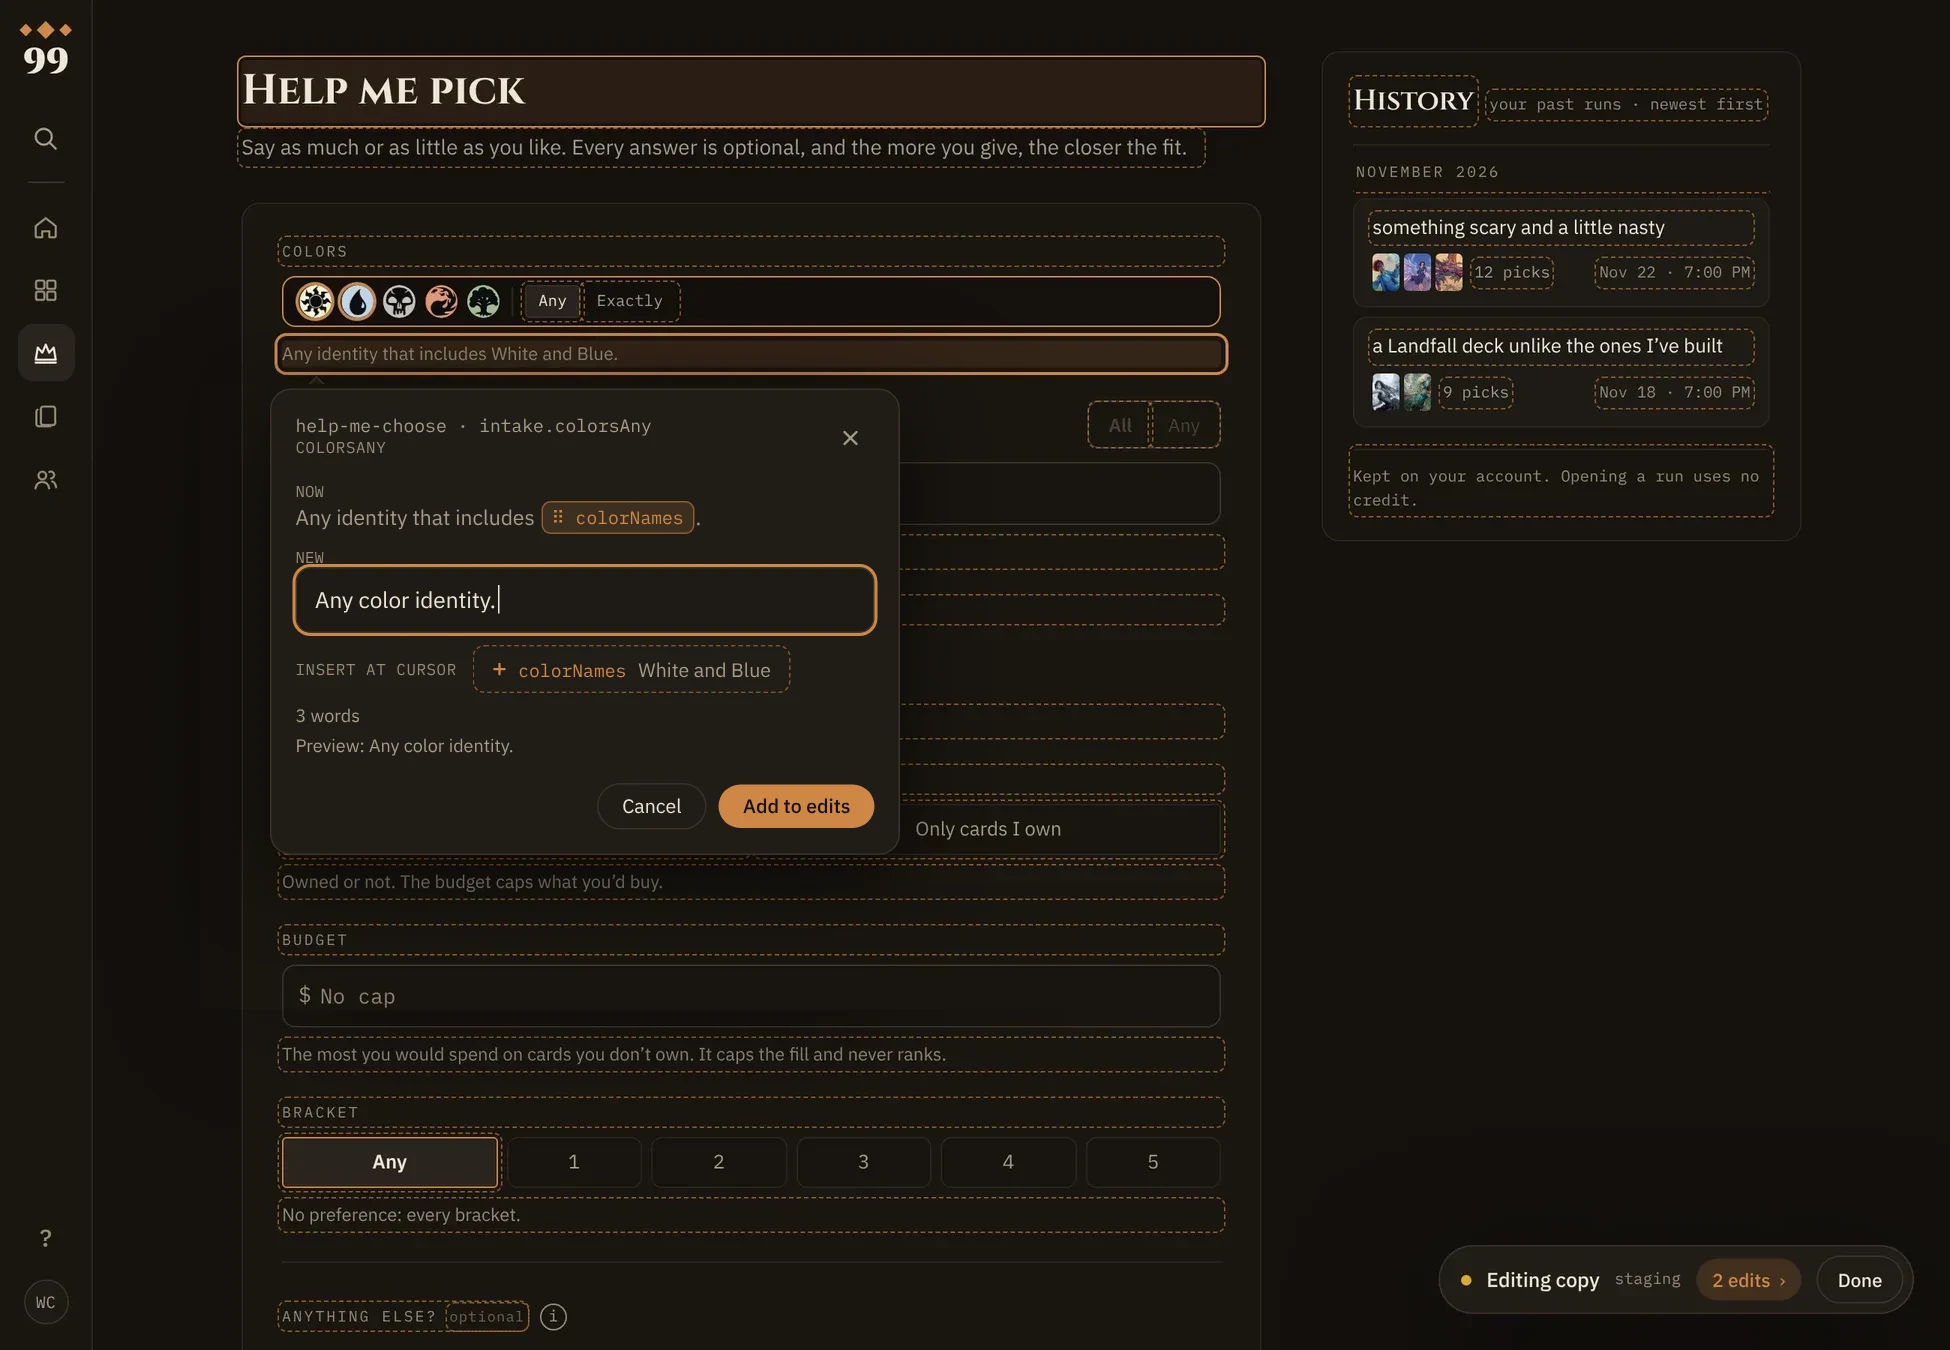 99
HELP ME PICK
Say as much or as little as you like. Every answer is optional, and the more you give, the closer the fit.
COLORS
Any Exactly
Any identity that includes White and Blue.
All Any
help-me-choose · intake.colorsAny
COLORSANY
NOW
Any identity that includes colorNames.
NEW
Any color identity.
INSERT AT CURSOR + colorNames White and Blue
3 words
Preview: Any color identity.
Cancel Add to edits
Only cards I own
Owned or not. The budget caps what you’d buy.
BUDGET
$ No cap
The most you would spend on cards you don’t own. It caps the fill and never ranks.
BRACKET
Any 1 2 3 4 5
No preference: every bracket.
ANYTHING ELSE? optional i
HISTORY your past runs · newest first
NOVEMBER 2026
something scary and a little nasty
12 picks Nov 22 · 7:00 PM
a Landfall deck unlike the ones I’ve built
9 picks Nov 18 · 7:00 PM
Kept on your account. Opening a run uses no
credit.
?
WC
Editing copy staging 2 edits › Done